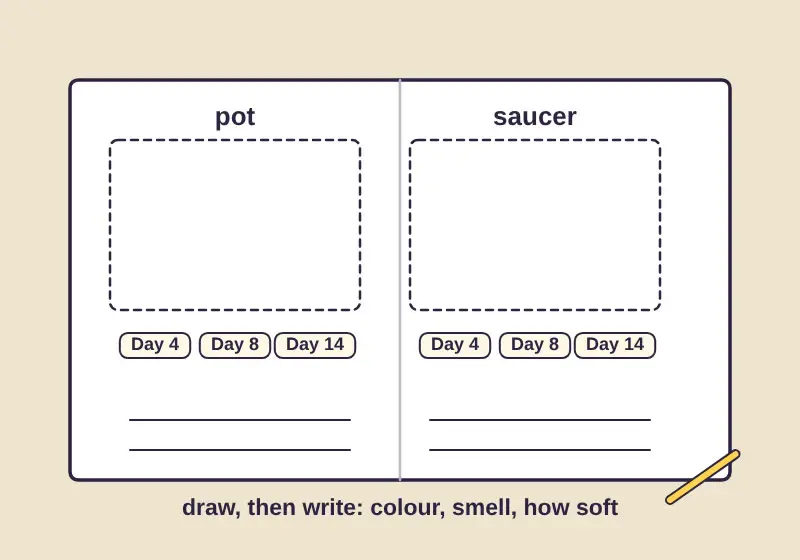 pot
saucer
Day 4 Day 8 Day 14
Day 4 Day 8 Day 14
draw, then write: colour, smell, how soft